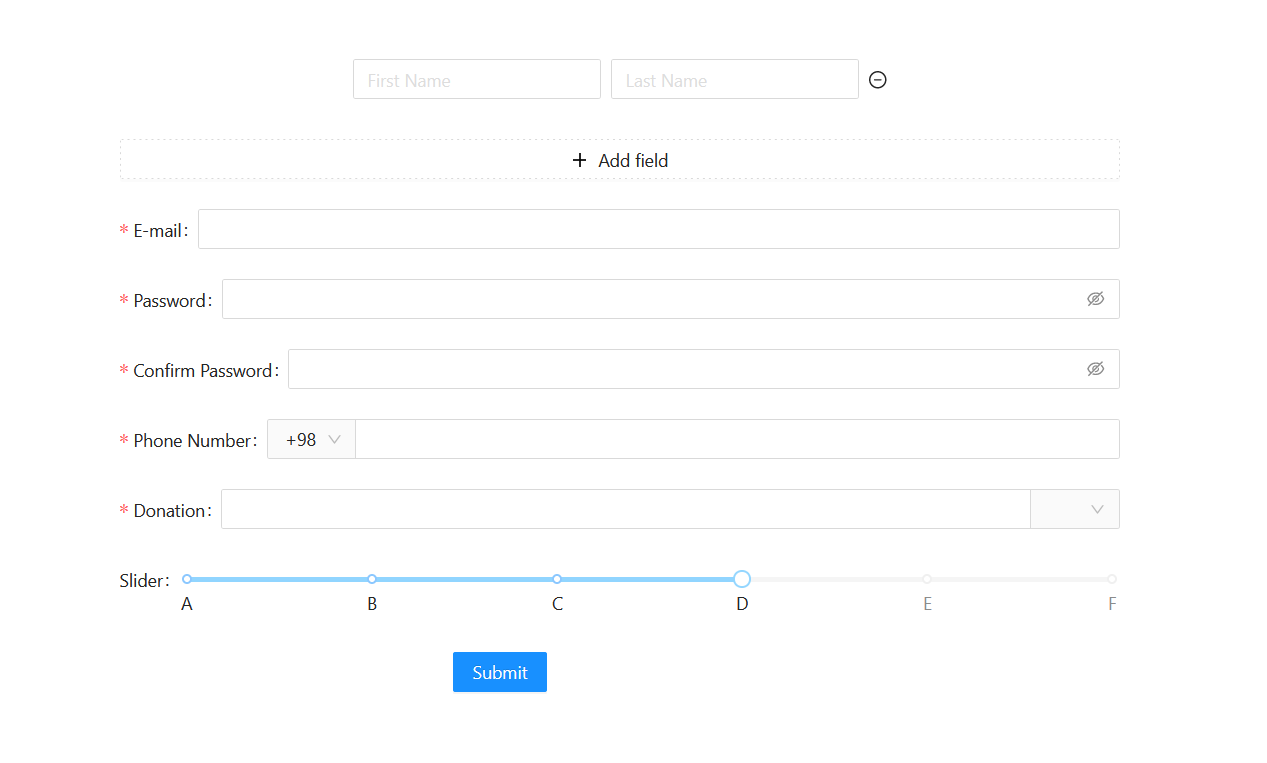 First Name Last Name
+ Add field
* E-mail:
* Password:
* Confirm Password:
* Phone Number: +98
* Donation:
Slider:
A B C D E F
Submit